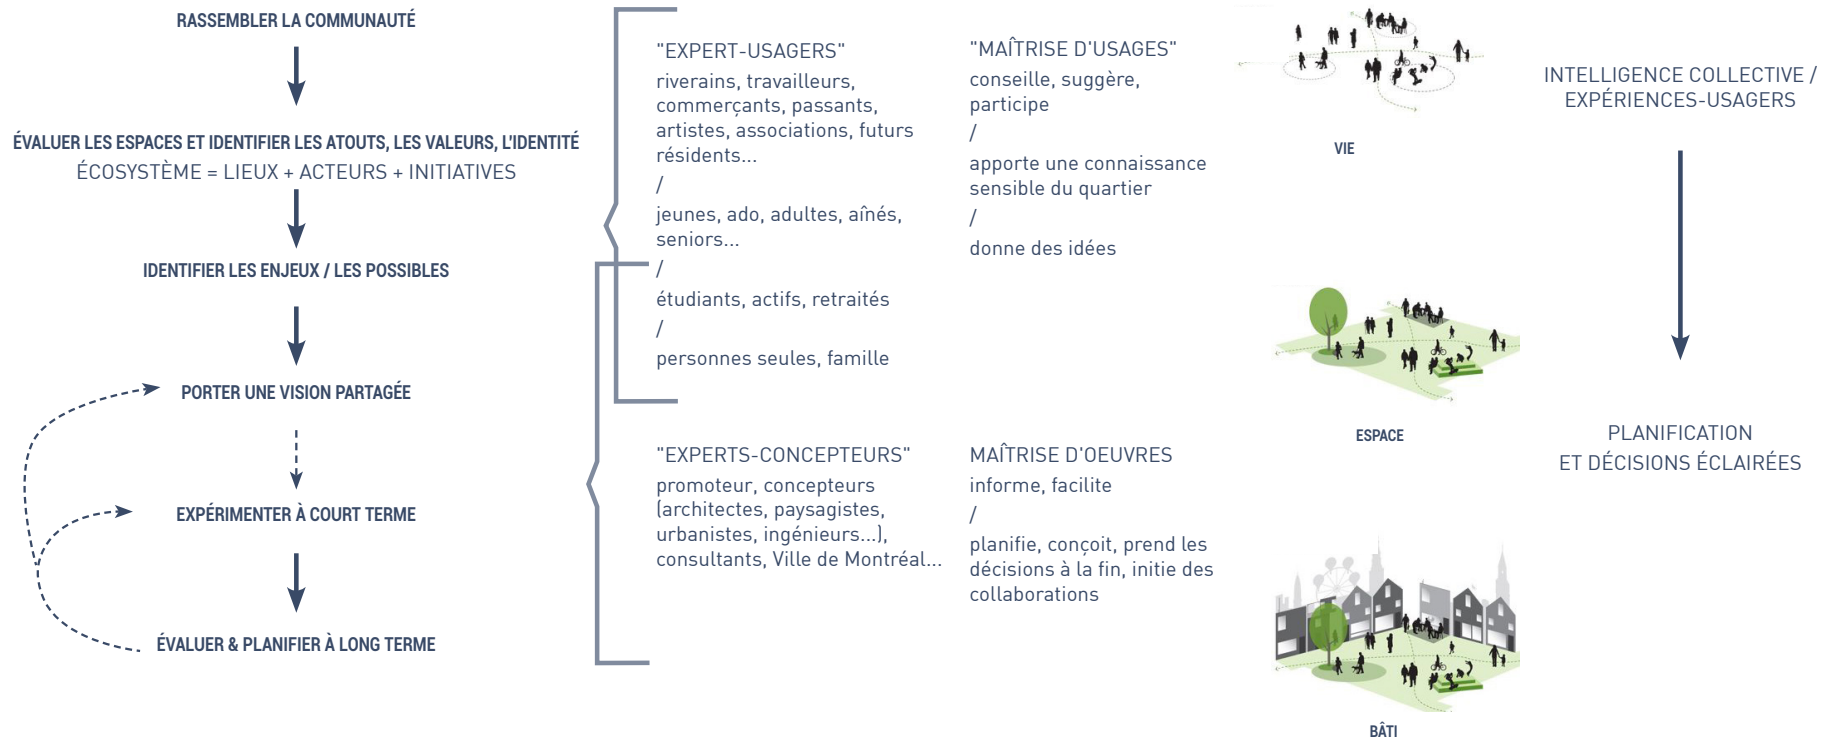 RASSEMBLER LA COMMUNAUTÉ
ÉVALUER LES ESPACES ET IDENTIFIER LES ATOUTS, LES VALEURS, L'IDENTITÉ
ÉCOSYSTÈME = LIEUX + ACTEURS + INITIATIVES
IDENTIFIER LES ENJEUX / LES POSSIBLES
PORTER UNE VISION PARTAGÉE
EXPÉRIMENTER À COURT TERME
ÉVALUER & PLANIFIER À LONG TERME
"EXPERT-USAGERS"
riverains, travailleurs,
commerçants, passants,
artistes, associations, futurs
résidents...
/
jeunes, ado, adultes, aînés,
seniors...
/
étudiants, actifs, retraités
/
personnes seules, famille
"MAÎTRISE D'USAGES"
conseille, suggère,
participe
/
apporte une connaissance
sensible du quartier
/
donne des idées
"EXPERTS-CONCEPTEURS"
promoteur, concepteurs
(architectes, paysagistes,
urbanistes, ingénieurs...),
consultants, Ville de Montréal...
MAÎTRISE D'OEUVRES
informe, facilite
/
planifie, conçoit, prend les
décisions à la fin, initie des
collaborations
VIE
ESPACE
BÂTI
INTELLIGENCE COLLECTIVE /
EXPÉRIENCES-USAGERS
PLANIFICATION
ET DÉCISIONS ÉCLAIRÉES